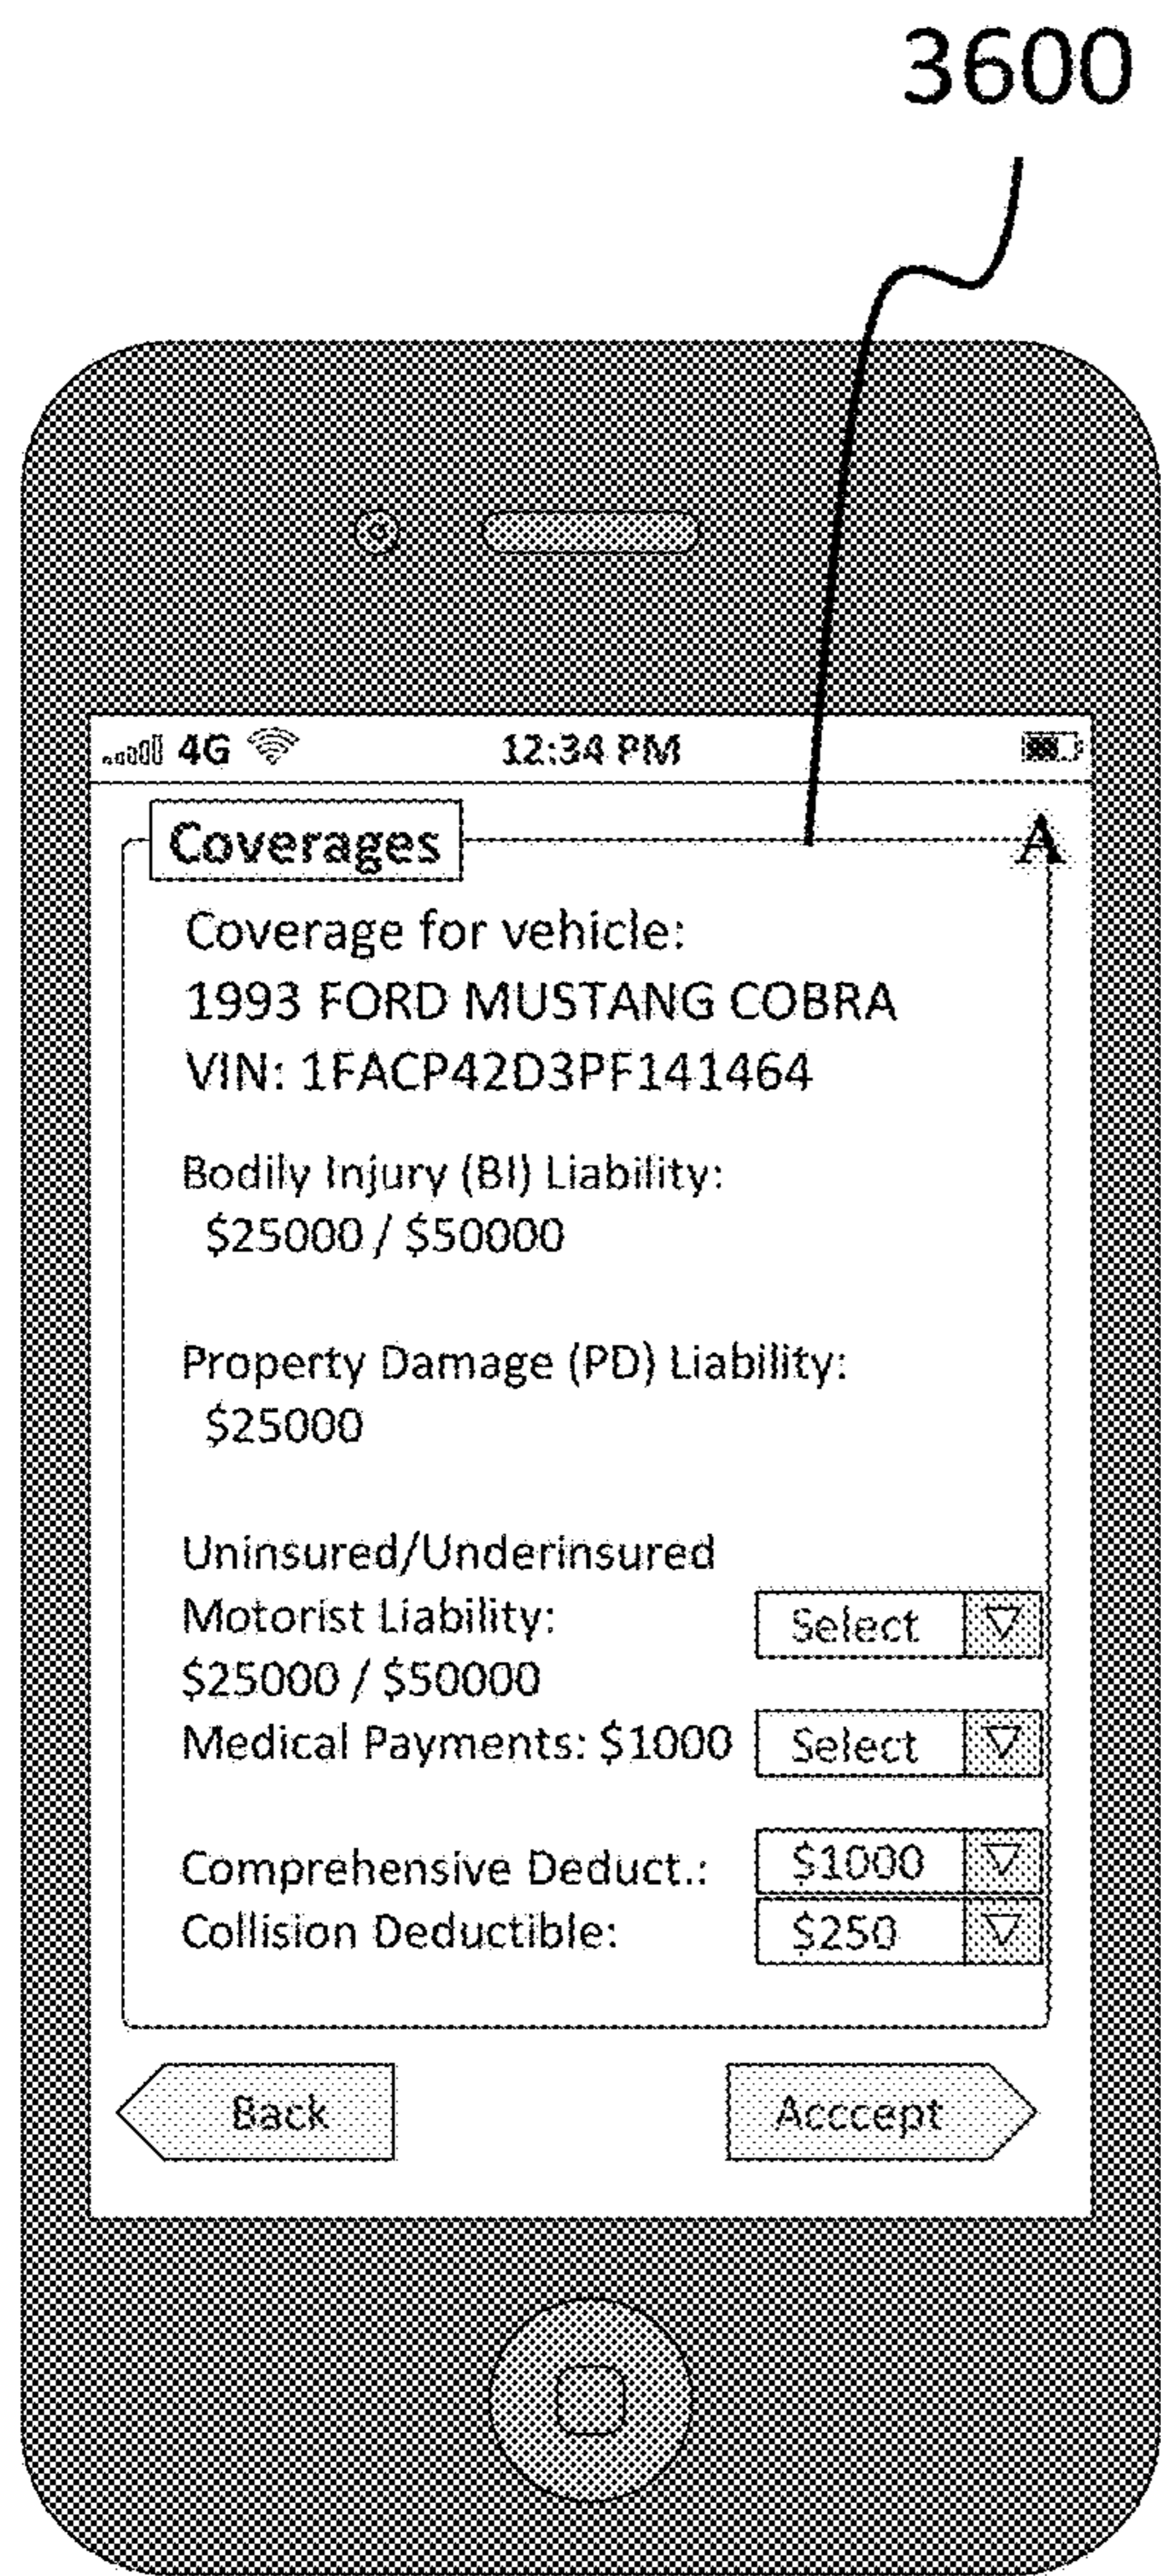 3600
4G 12:34 PM
Coverages A
Coverage for vehicle:
1993 FORD MUSTANG COBRA
VIN: 1FACP42D3PF141464
Bodily Injury (BI) Liability:
$25000 / $50000
Property Damage (PD) Liability:
$25000
Uninsured/Underinsured
Motorist Liability: Select
$25000 / $50000
Medical Payments: $1000 Select
Comprehensive Deduct.: $1000
Collision Deductible: $250
Back Acccept